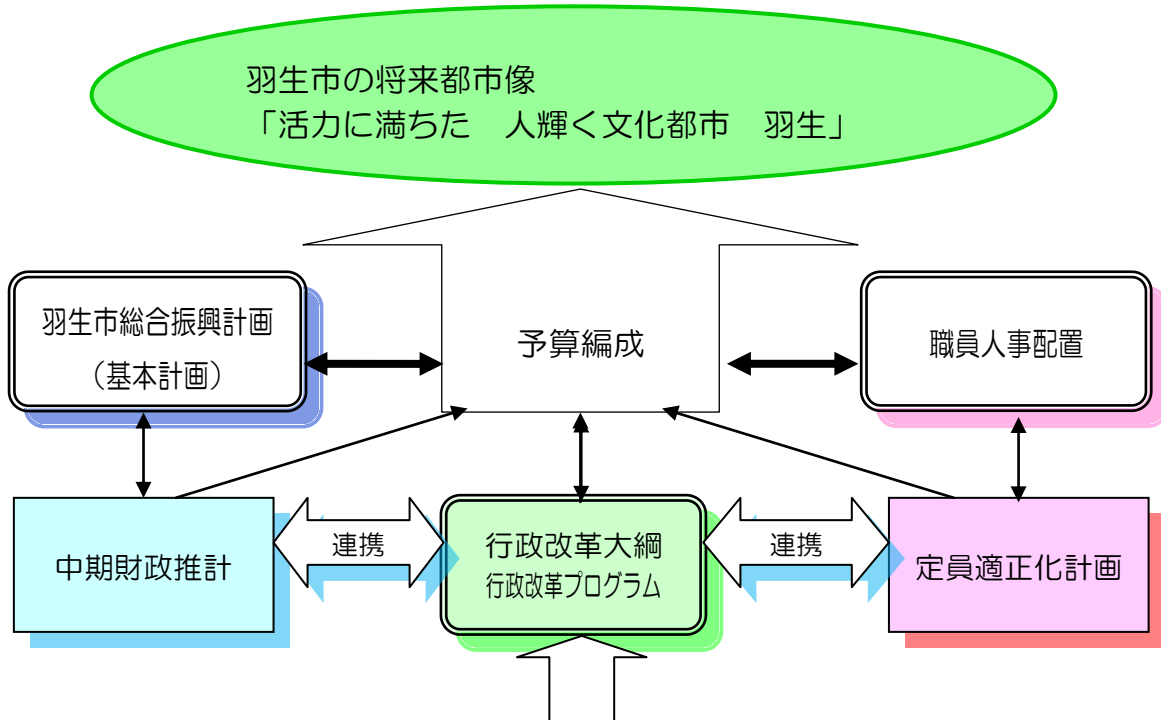 羽生市の将来都市像
「活力に満ちた　人輝く文化都市　羽生」
羽生市総合振興計画
（基本計画）
予算編成
職員人事配置
中期財政推計
連携
行政改革大綱
行政改革プログラム
連携
定員適正化計画